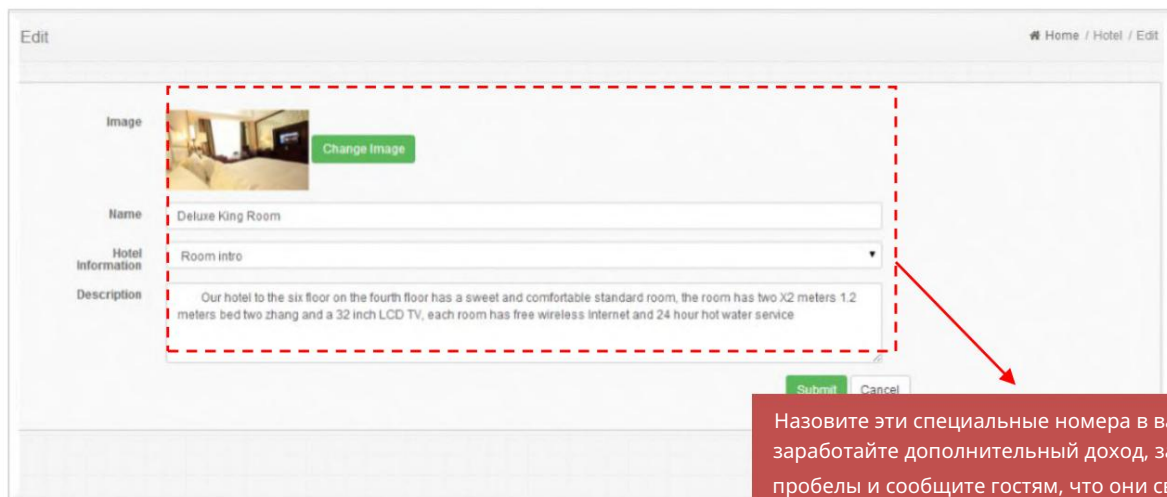 Edit
Home / Hotel / Edit
Image
Change Image
Name
Deluxe King Room
Hotel
Information
Room intro
Description
Our hotel to the six floor on the fourth floor has a sweet and comfortable standard room, the room has two X2 meters 1.2
meters bed two zhang and a 32 inch LCD TV, each room has free wireless Internet and 24 hour hot water service
Submit
Cancel
Назовите эти специальные номера в
заработайте дополнительный доход,
пробелы и сообщите гостям, что они